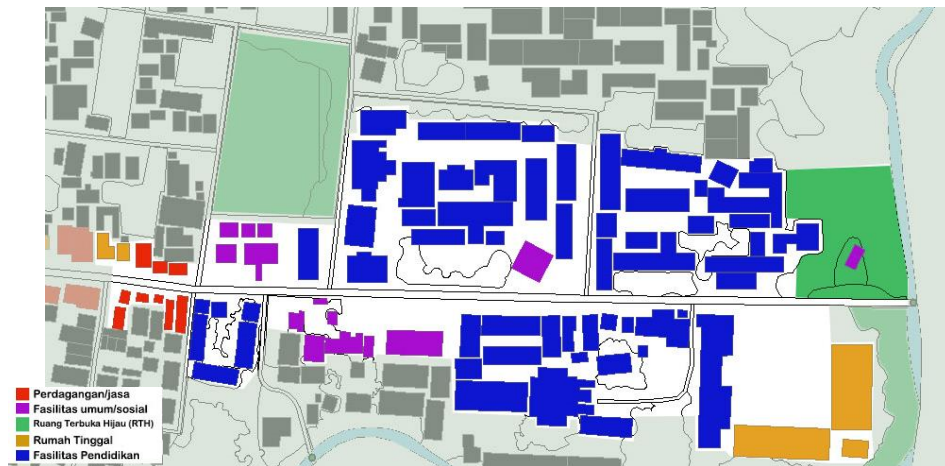 Perdagangan/jasa
Fasilitas umum/sosial
Ruang Terbuka Hijau (RTH)
Rumah Tinggal
Fasilitas Pendidikan